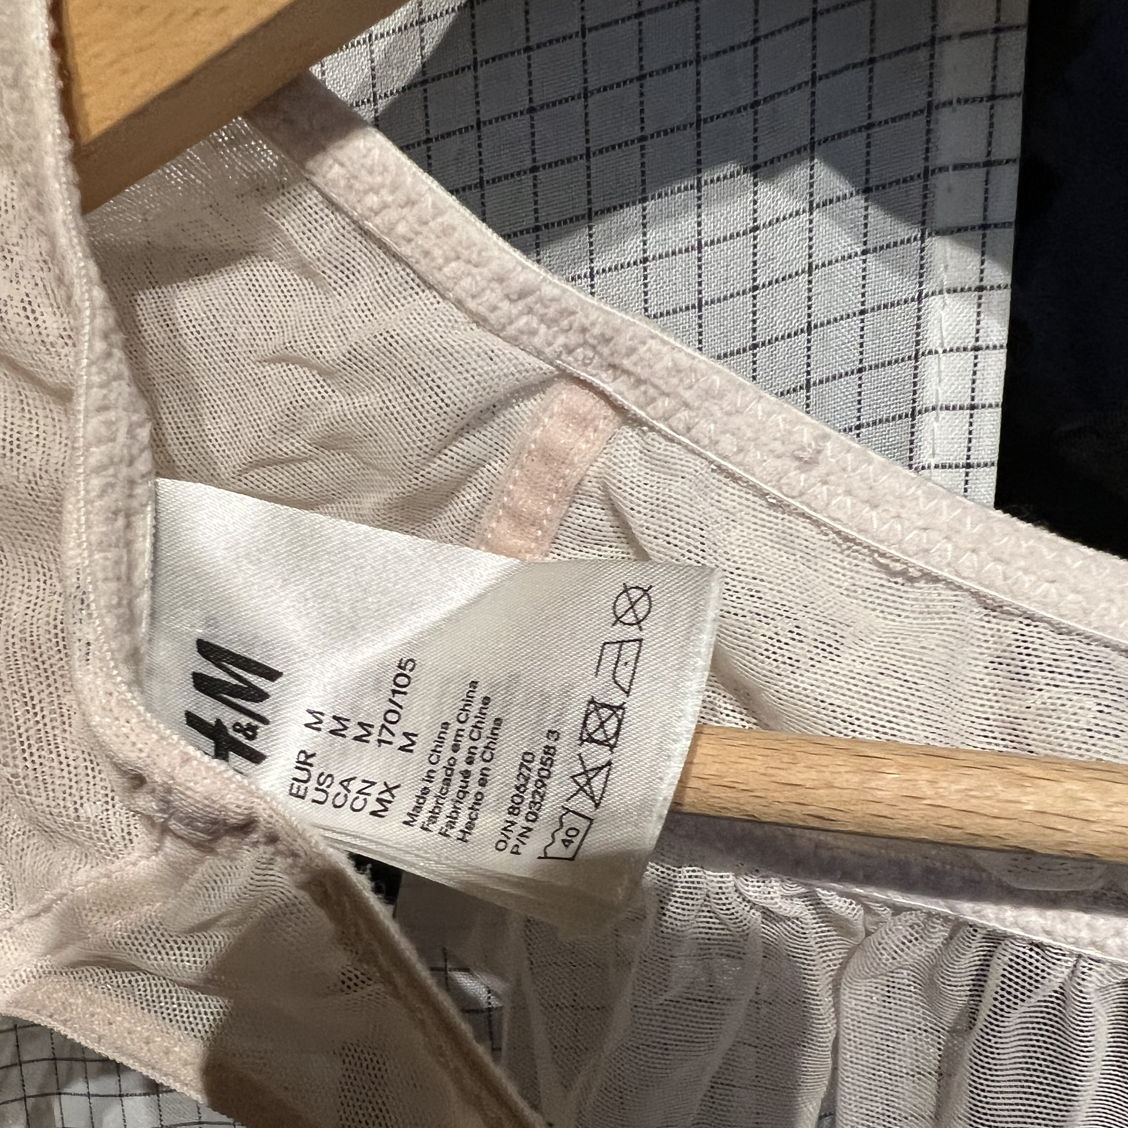 H&M
EUR M
US M
CA M
CN 170/105
MX M
Made in China
Fabricado em China
Fabriqué en Chine
Hecho en China
O/N 806270
P/N 0329058 3
40